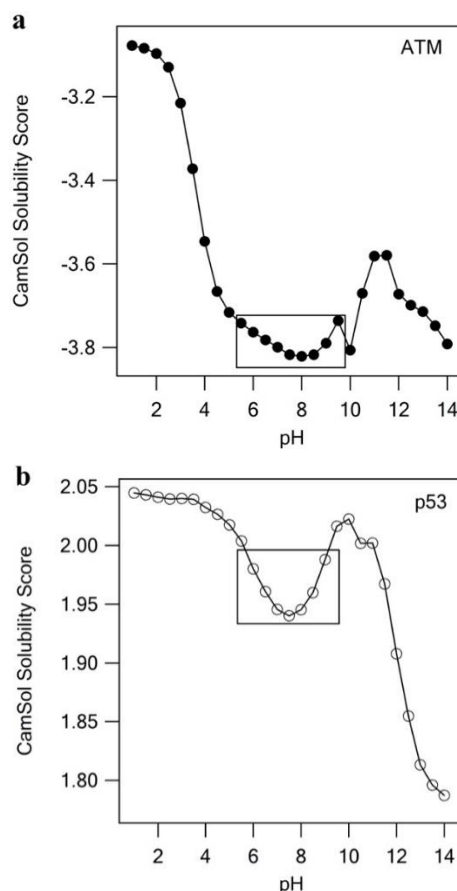 a
ATM
CamSol Solubility Score
-3.2
-3.4
-3.6
-3.8
2 4 6 8 10 12 14
pH
b
p53
CamSol Solubility Score
2.05
2.00
1.95
1.90
1.85
1.80
2 4 6 8 10 12 14
pH